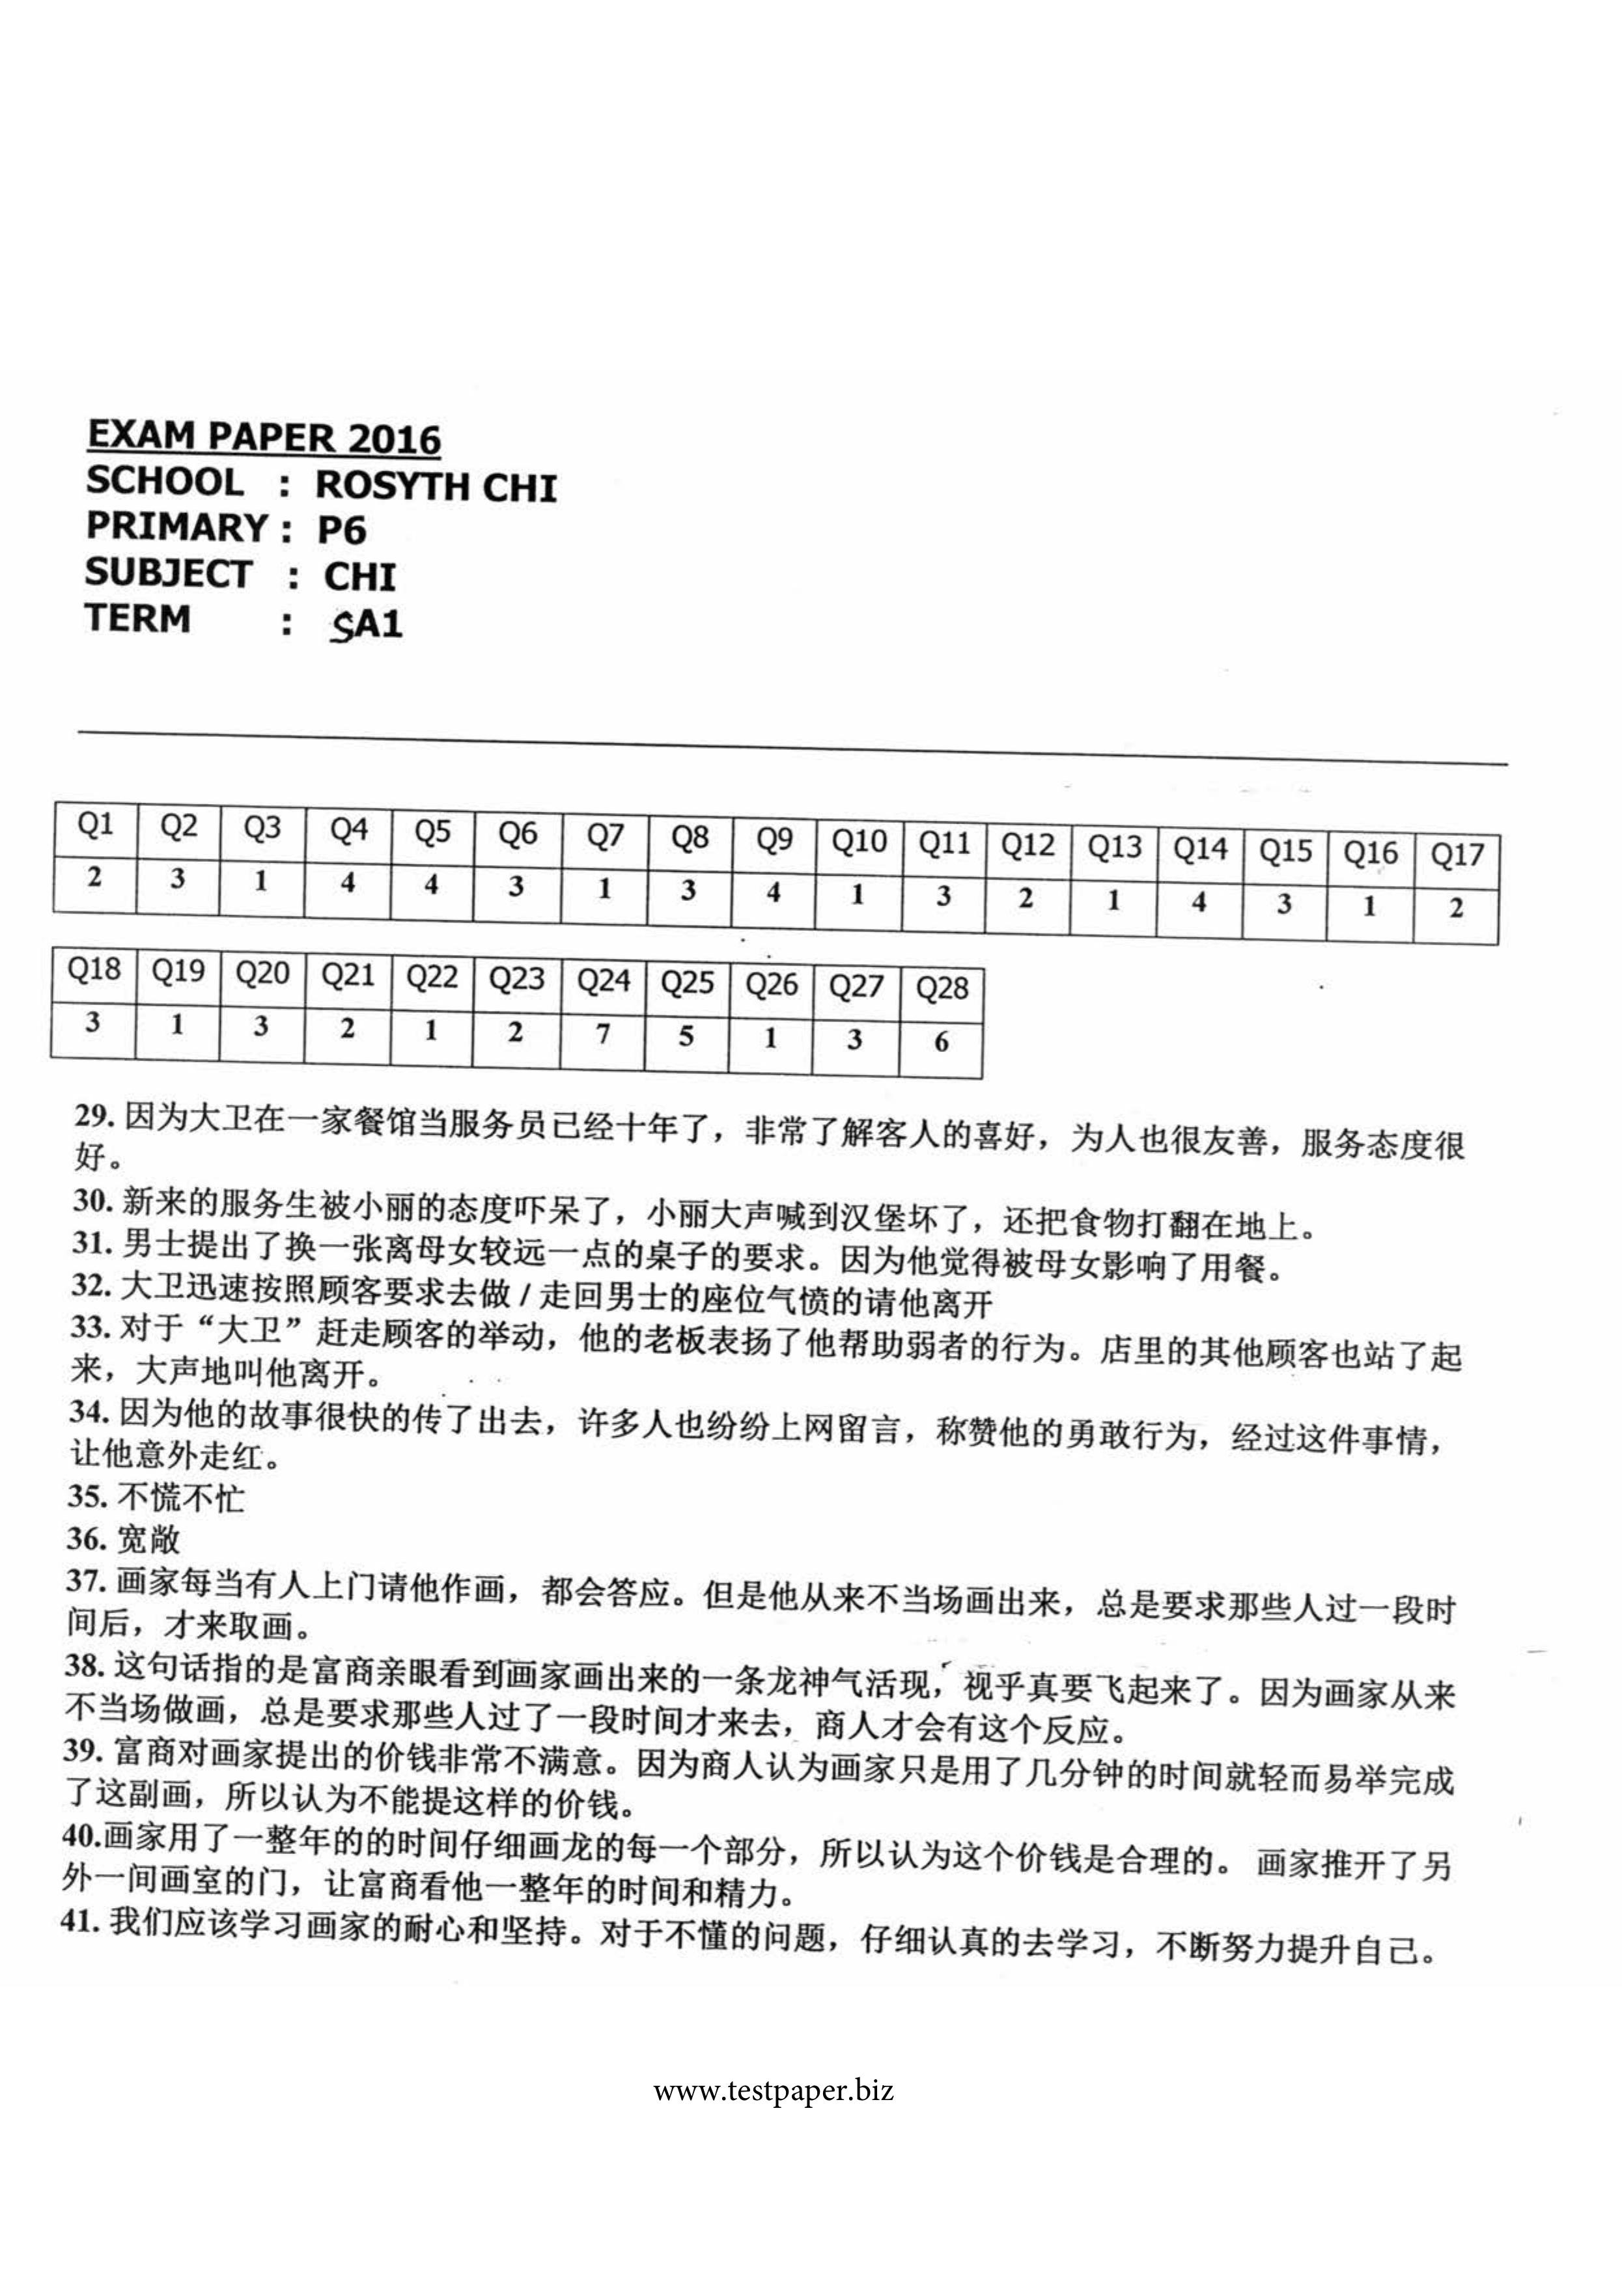 EXAM PAPER 2016
SCHOOL : ROSYTH CHI
PRIMARY : P6
SUBJECT : CHI
TERM : SA1
Q1 Q2 Q3 Q4 Q5 Q6 Q7 Q8 Q9 Q10 Q11 Q12 Q13 Q14 Q15 Q16 Q17
2 3 1 4 4 3 1 3 4 1 3 2 1 4 3 1 2
Q18 Q19 Q20 Q21 Q22 Q23 Q24 Q25 Q26 Q27 Q28
3 1 3 2 1 2 7 5 1 3 6
29. 因为大卫在一家餐馆当服务员已经十年了，非常了解客人的喜好，为人也很友善，服务态度很
好。
30. 新来的服务生被小丽的态度吓呆了，小丽大声喊到汉堡坏了，还把食物打翻在地上。
31. 男士提出了换一张离母女较远一点的桌子的要求。因为他觉得被母女影响了用餐。
32. 大卫迅速按照顾客要求去做 / 走回男士的座位气愤的请他离开
33. 对于“大卫”赶走顾客的举动，他的老板表扬了他帮助弱者的行为。店里的其他顾客也站了起
来，大声地叫他离开。
34. 因为他的故事很快的传了出去，许多人也纷纷上网留言，称赞他的勇敢行为，经过这件事情，
让他意外走红。
35. 不慌不忙
36. 宽敞
37. 画家每当有人上门请他作画，都会答应。但是他从来不当场画出来，总是要求那些人过一段时
间后，才来取画。
38. 这句话指的是富商亲眼看到画家画出来的一条龙神气活现，视乎真要飞起来了。因为画家从来
不当场做画，总是要求那些人过了一段时间才来去，商人才会有这个反应。
39. 富商对画家提出的价钱非常不满意。因为商人认为画家只是用了几分钟的时间就轻而易举完成
了这副画，所以认为不能提这样的价钱。
40.画家用了一整年的的时间仔细画龙的每一个部分，所以认为这个价钱是合理的。 画家推开了另
外一间画室的门，让富商看他一整年的时间和精力。
41. 我们应该学习画家的耐心和坚持。对于不懂的问题，仔细认真的去学习，不断努力提升自己。
www.testpaper.biz